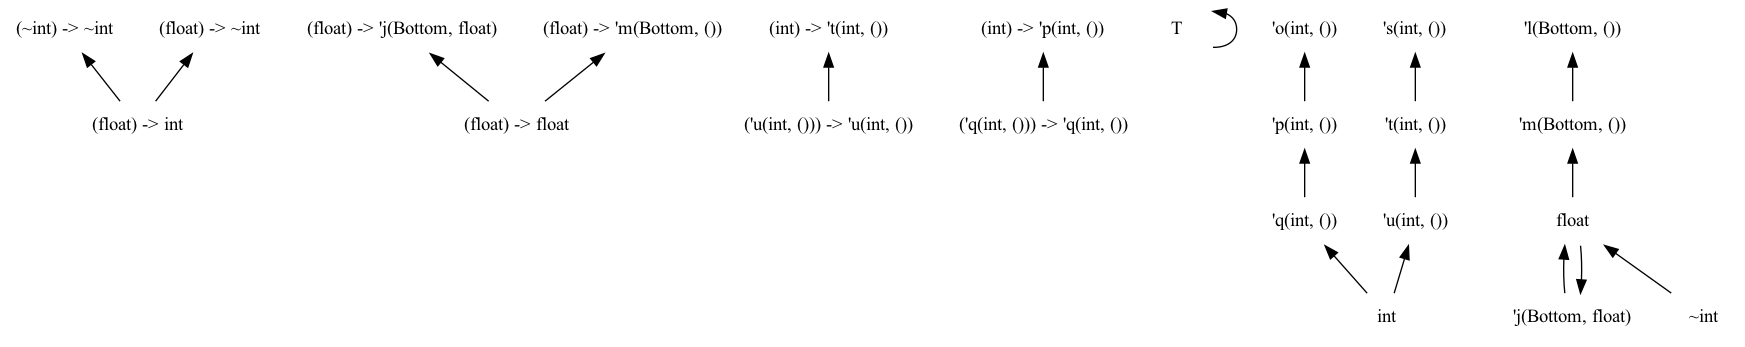 (~int) -> ~int (float) -> ~int (float) -> 'j(Bottom, float) (float) -> 'm(Bottom, ()) (int) -> 't(int, ()) (int) -> 'p(int, ()) T 'o(int, ()) 's(int, ()) 'l(Bottom, ())
(float) -> int (float) -> float ('u(int, ())) -> 'u(int, ()) ('q(int, ())) -> 'q(int, ()) 'p(int, ()) 't(int, ()) 'm(Bottom, ())
'q(int, ()) 'u(int, ()) float
int 'j(Bottom, float) ~int